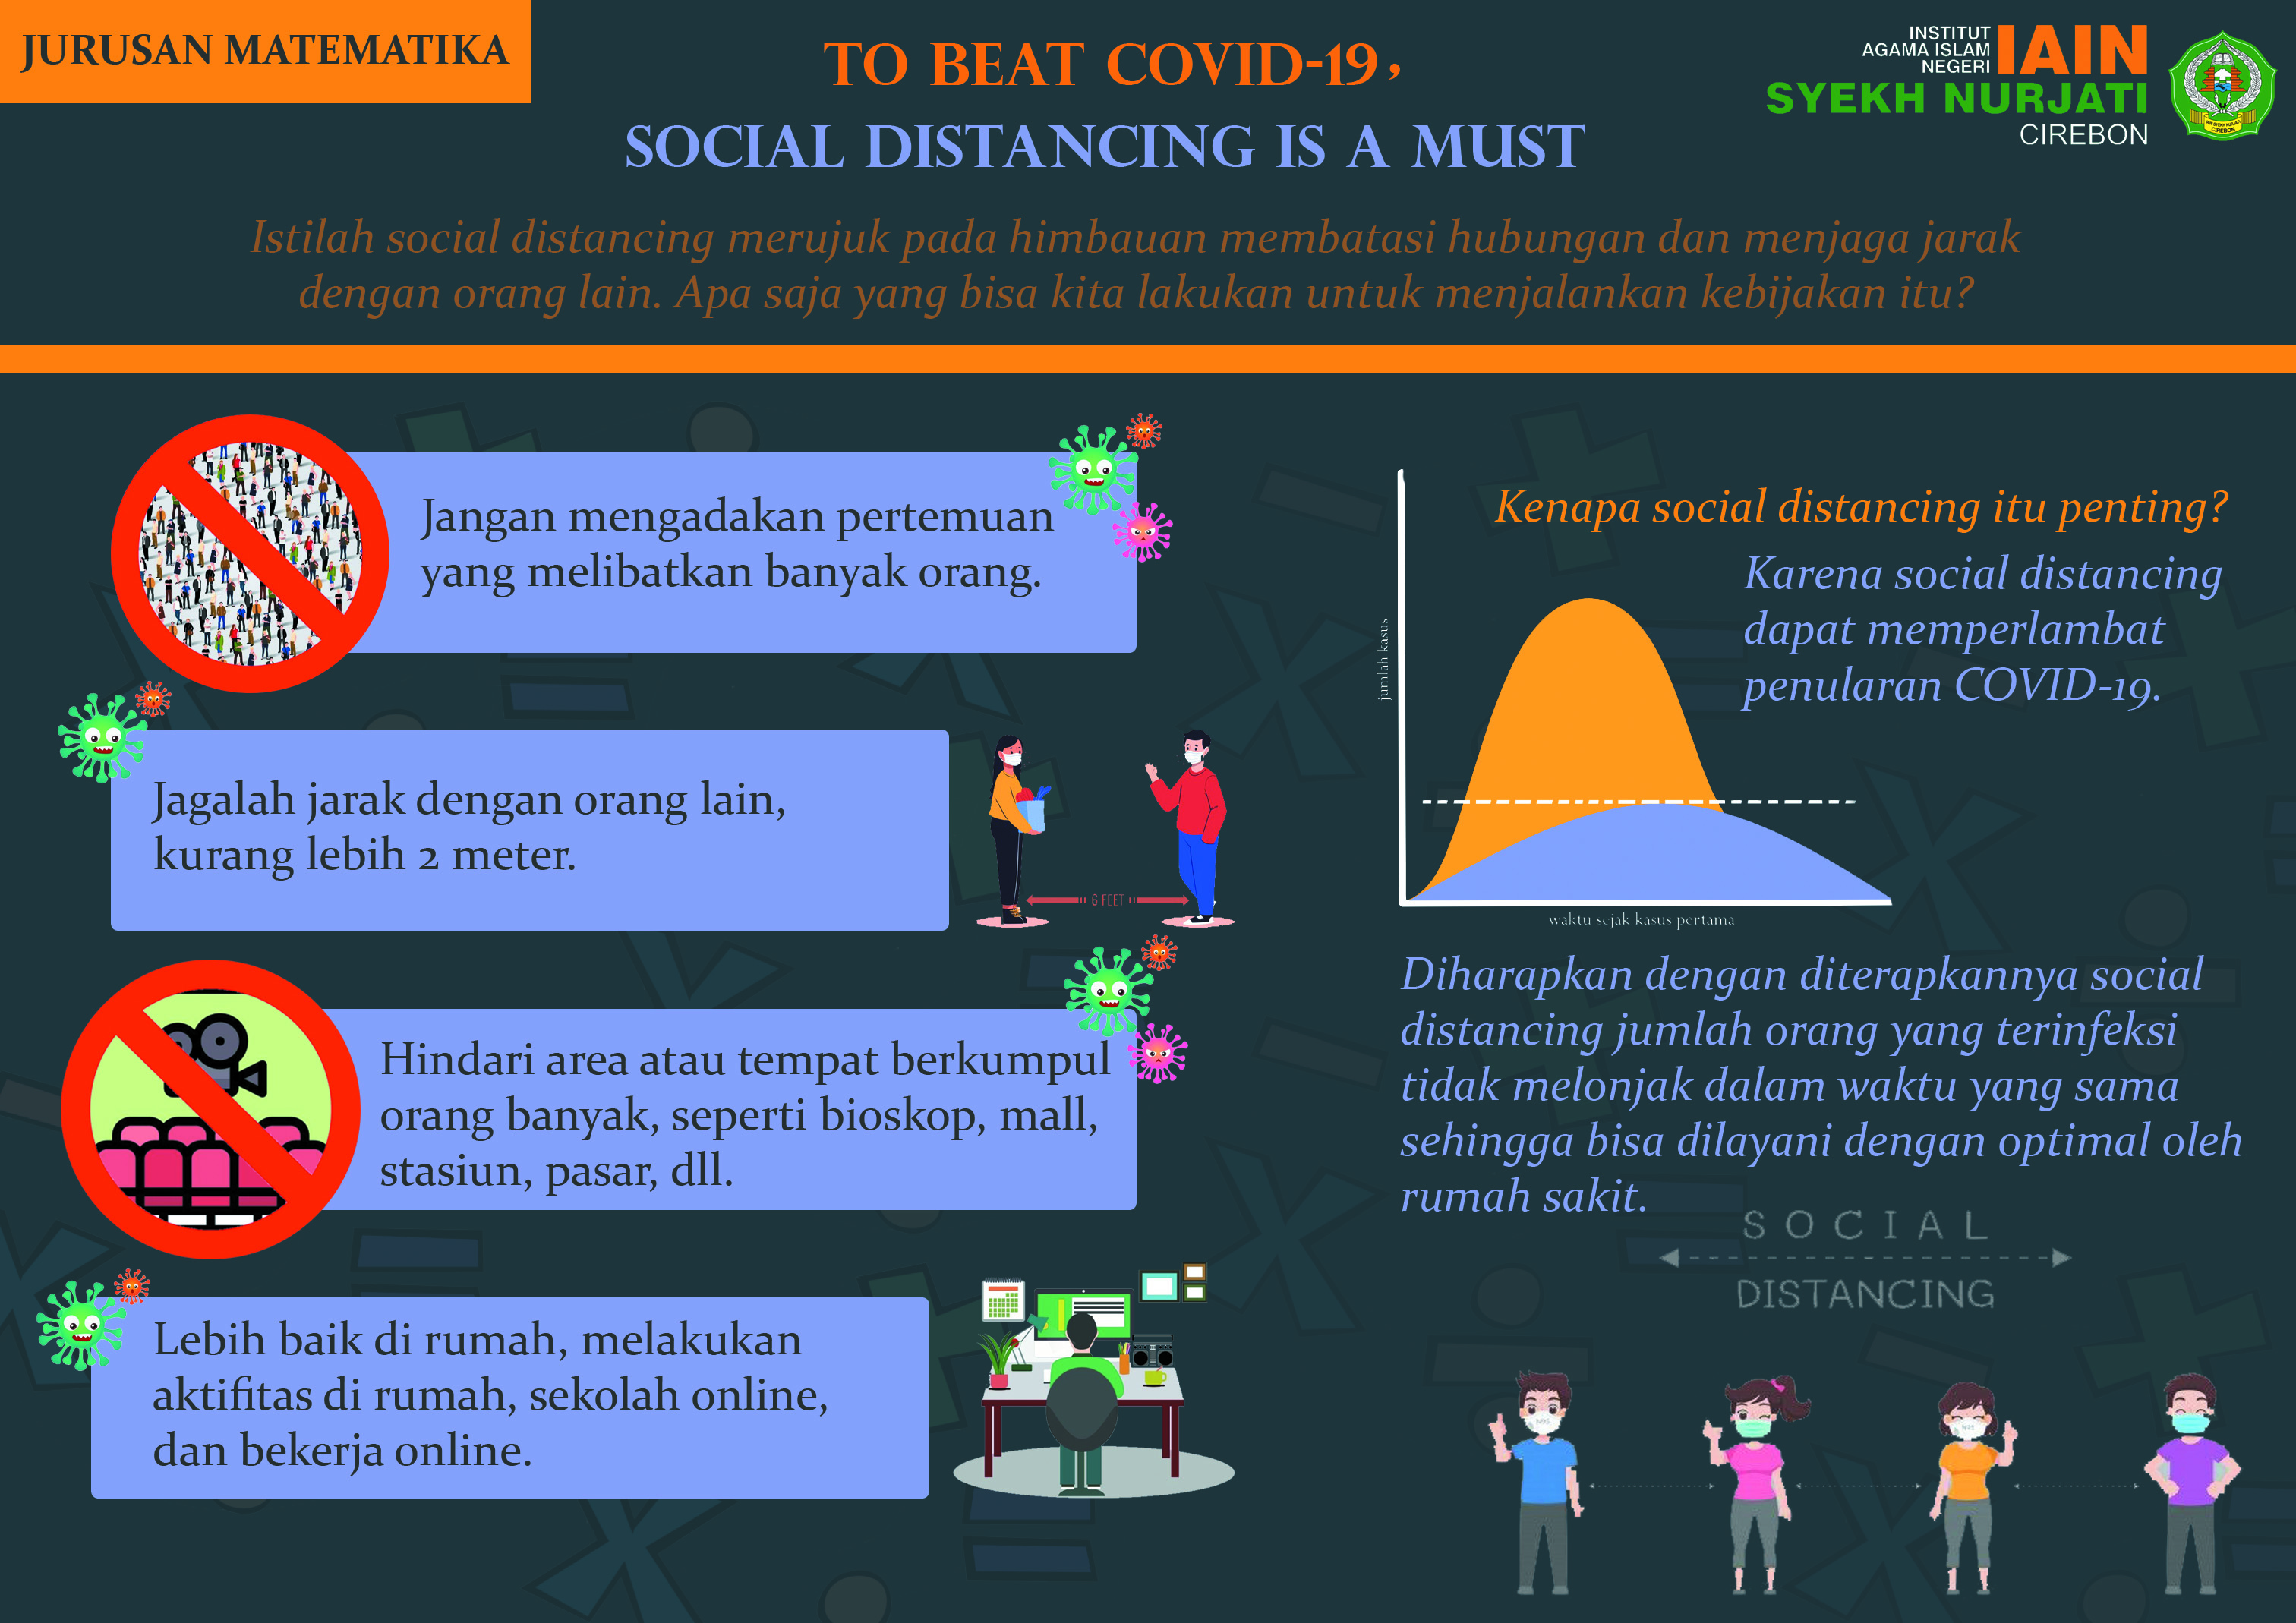 JURUSAN MATEMATIKA
TO BEAT COVID-19,
SOCIAL DISTANCING IS A MUST
INSTITUT
AGAMA ISLAM
NEGERI
IAIN
SYEKH NURJATI
CIREBON
IAIN SYEKH NURJATI
CIREBON
Istilah social distancing merujuk pada himbauan membatasi hubungan dan menjaga jarak
dengan orang lain. Apa saja yang bisa kita lakukan untuk menjalankan kebijakan itu?
Jangan mengadakan pertemuan
yang melibatkan banyak orang.
Jagalah jarak dengan orang lain,
kurang lebih 2 meter.
6 FEET
Hindari area atau tempat berkumpul
orang banyak, seperti bioskop, mall,
stasiun, pasar, dll.
Lebih baik di rumah, melakukan
aktifitas di rumah, sekolah online,
dan bekerja online.
Kenapa social distancing itu penting?
Karena social distancing
dapat memperlambat
penularan COVID-19.
jumlah kasus
waktu sejak kasus pertama
Diharapkan dengan diterapkannya social
distancing jumlah orang yang terinfeksi
tidak melonjak dalam waktu yang sama
sehingga bisa dilayani dengan optimal oleh
rumah sakit.
SOCIAL
DISTANCING
N95
N95